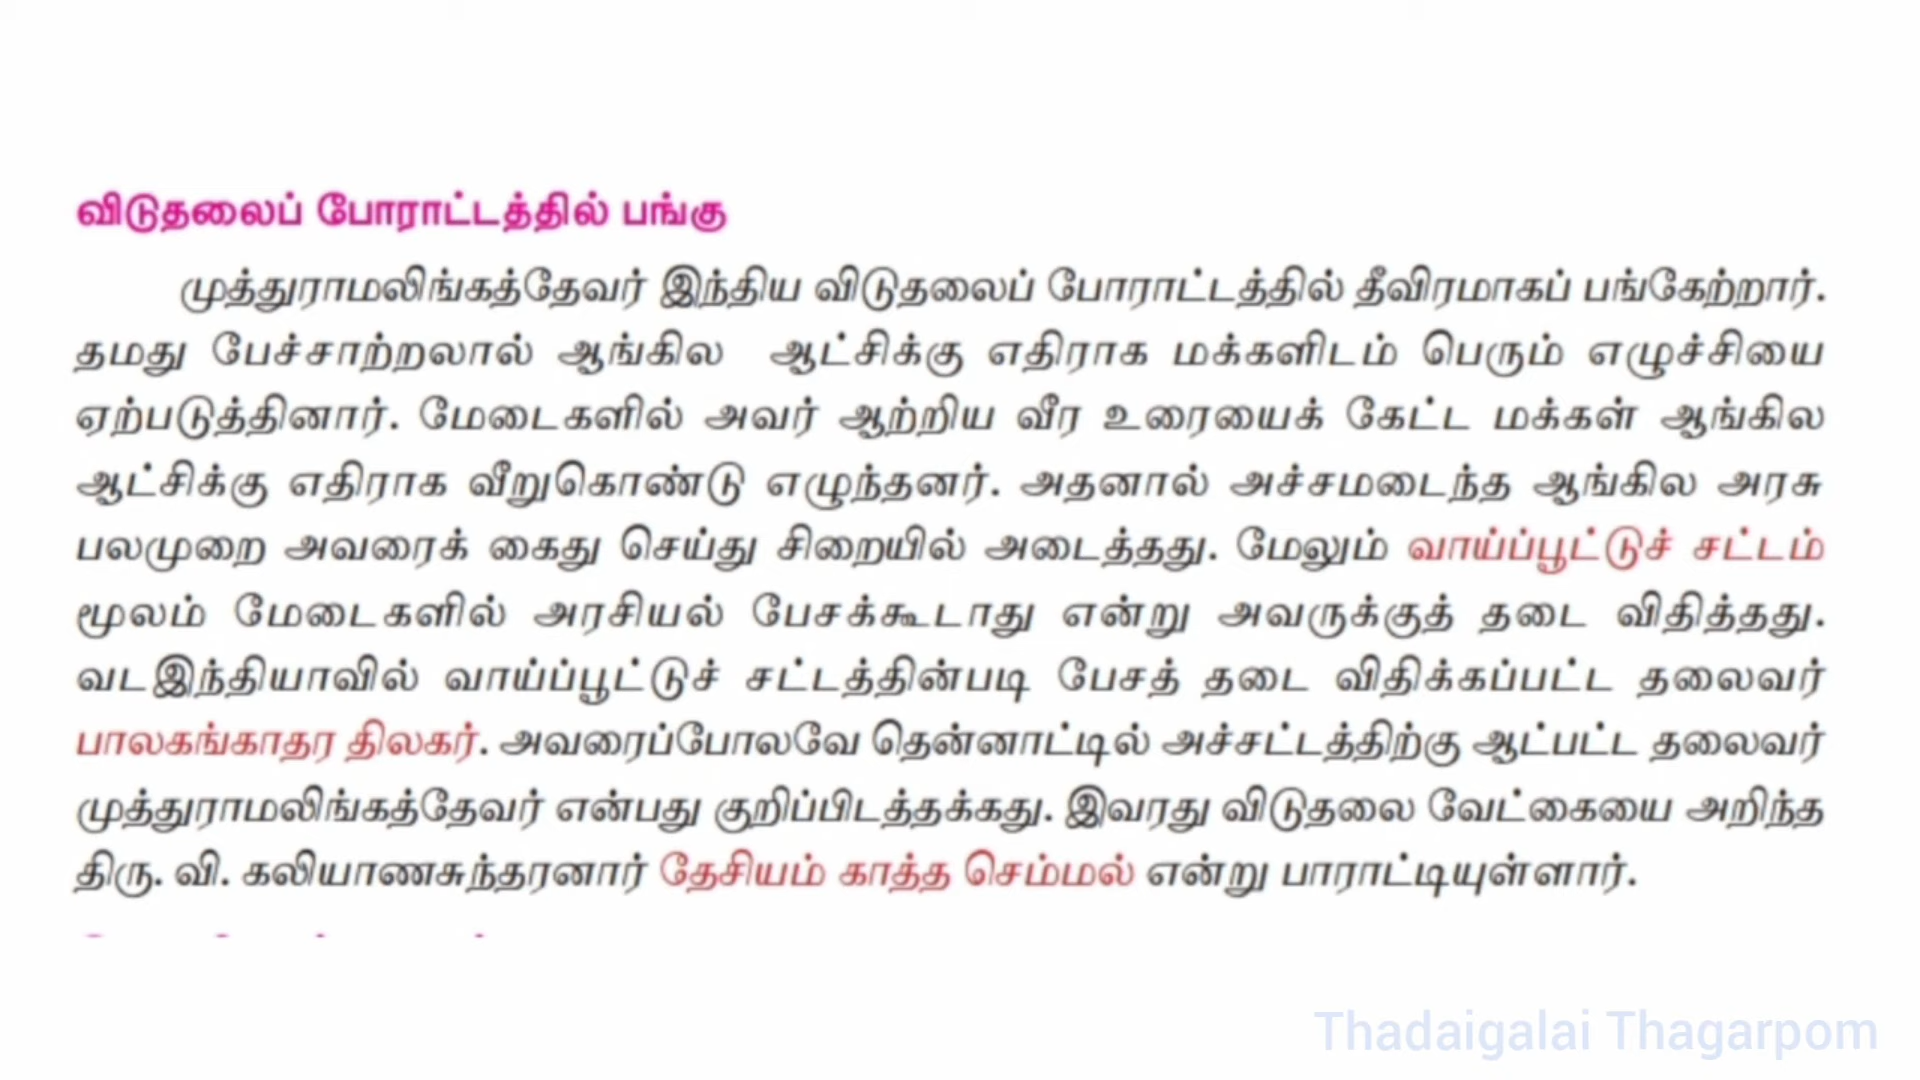 விடுதலைப் போராட்டத்தில் பங்கு
முத்துராமலிங்கத்தேவர் இந்திய விடுதலைப் போராட்டத்தில் தீவிரமாகப் பங்கேற்றார்.
தமது பேச்சாற்றலால் ஆங்கில ஆட்சிக்கு எதிராக மக்களிடம் பெரும் எழுச்சியை
ஏற்படுத்தினார். மேடைகளில் அவர் ஆற்றிய வீர உரையைக் கேட்ட மக்கள் ஆங்கில
ஆட்சிக்கு எதிராக வீறுகொண்டு எழுந்தனர். அதனால் அச்சமடைந்த ஆங்கில அரசு
பலமுறை அவரைக் கைது செய்து சிறையில் அடைத்தது. மேலும் வாய்ப்பூட்டுச் சட்டம்
மூலம் மேடைகளில் அரசியல் பேசக்கூடாது என்று அவருக்குத் தடை விதித்தது.
வடஇந்தியாவில் வாய்ப்பூட்டுச் சட்டத்தின்படி பேசத் தடை விதிக்கப்பட்ட தலைவர்
பாலகங்காதர திலகர். அவரைப்போலவே தென்னாட்டில் அச்சட்டத்திற்கு ஆட்பட்ட தலைவர்
முத்துராமலிங்கத்தேவர் என்பது குறிப்பிடத்தக்கது. இவரது விடுதலை வேட்கையை அறிந்த
திரு. வி. கலியாணசுந்தரனார் தேசியம் காத்த செம்மல் என்று பாராட்டியுள்ளார்.
Thadaigalai Thagarpom